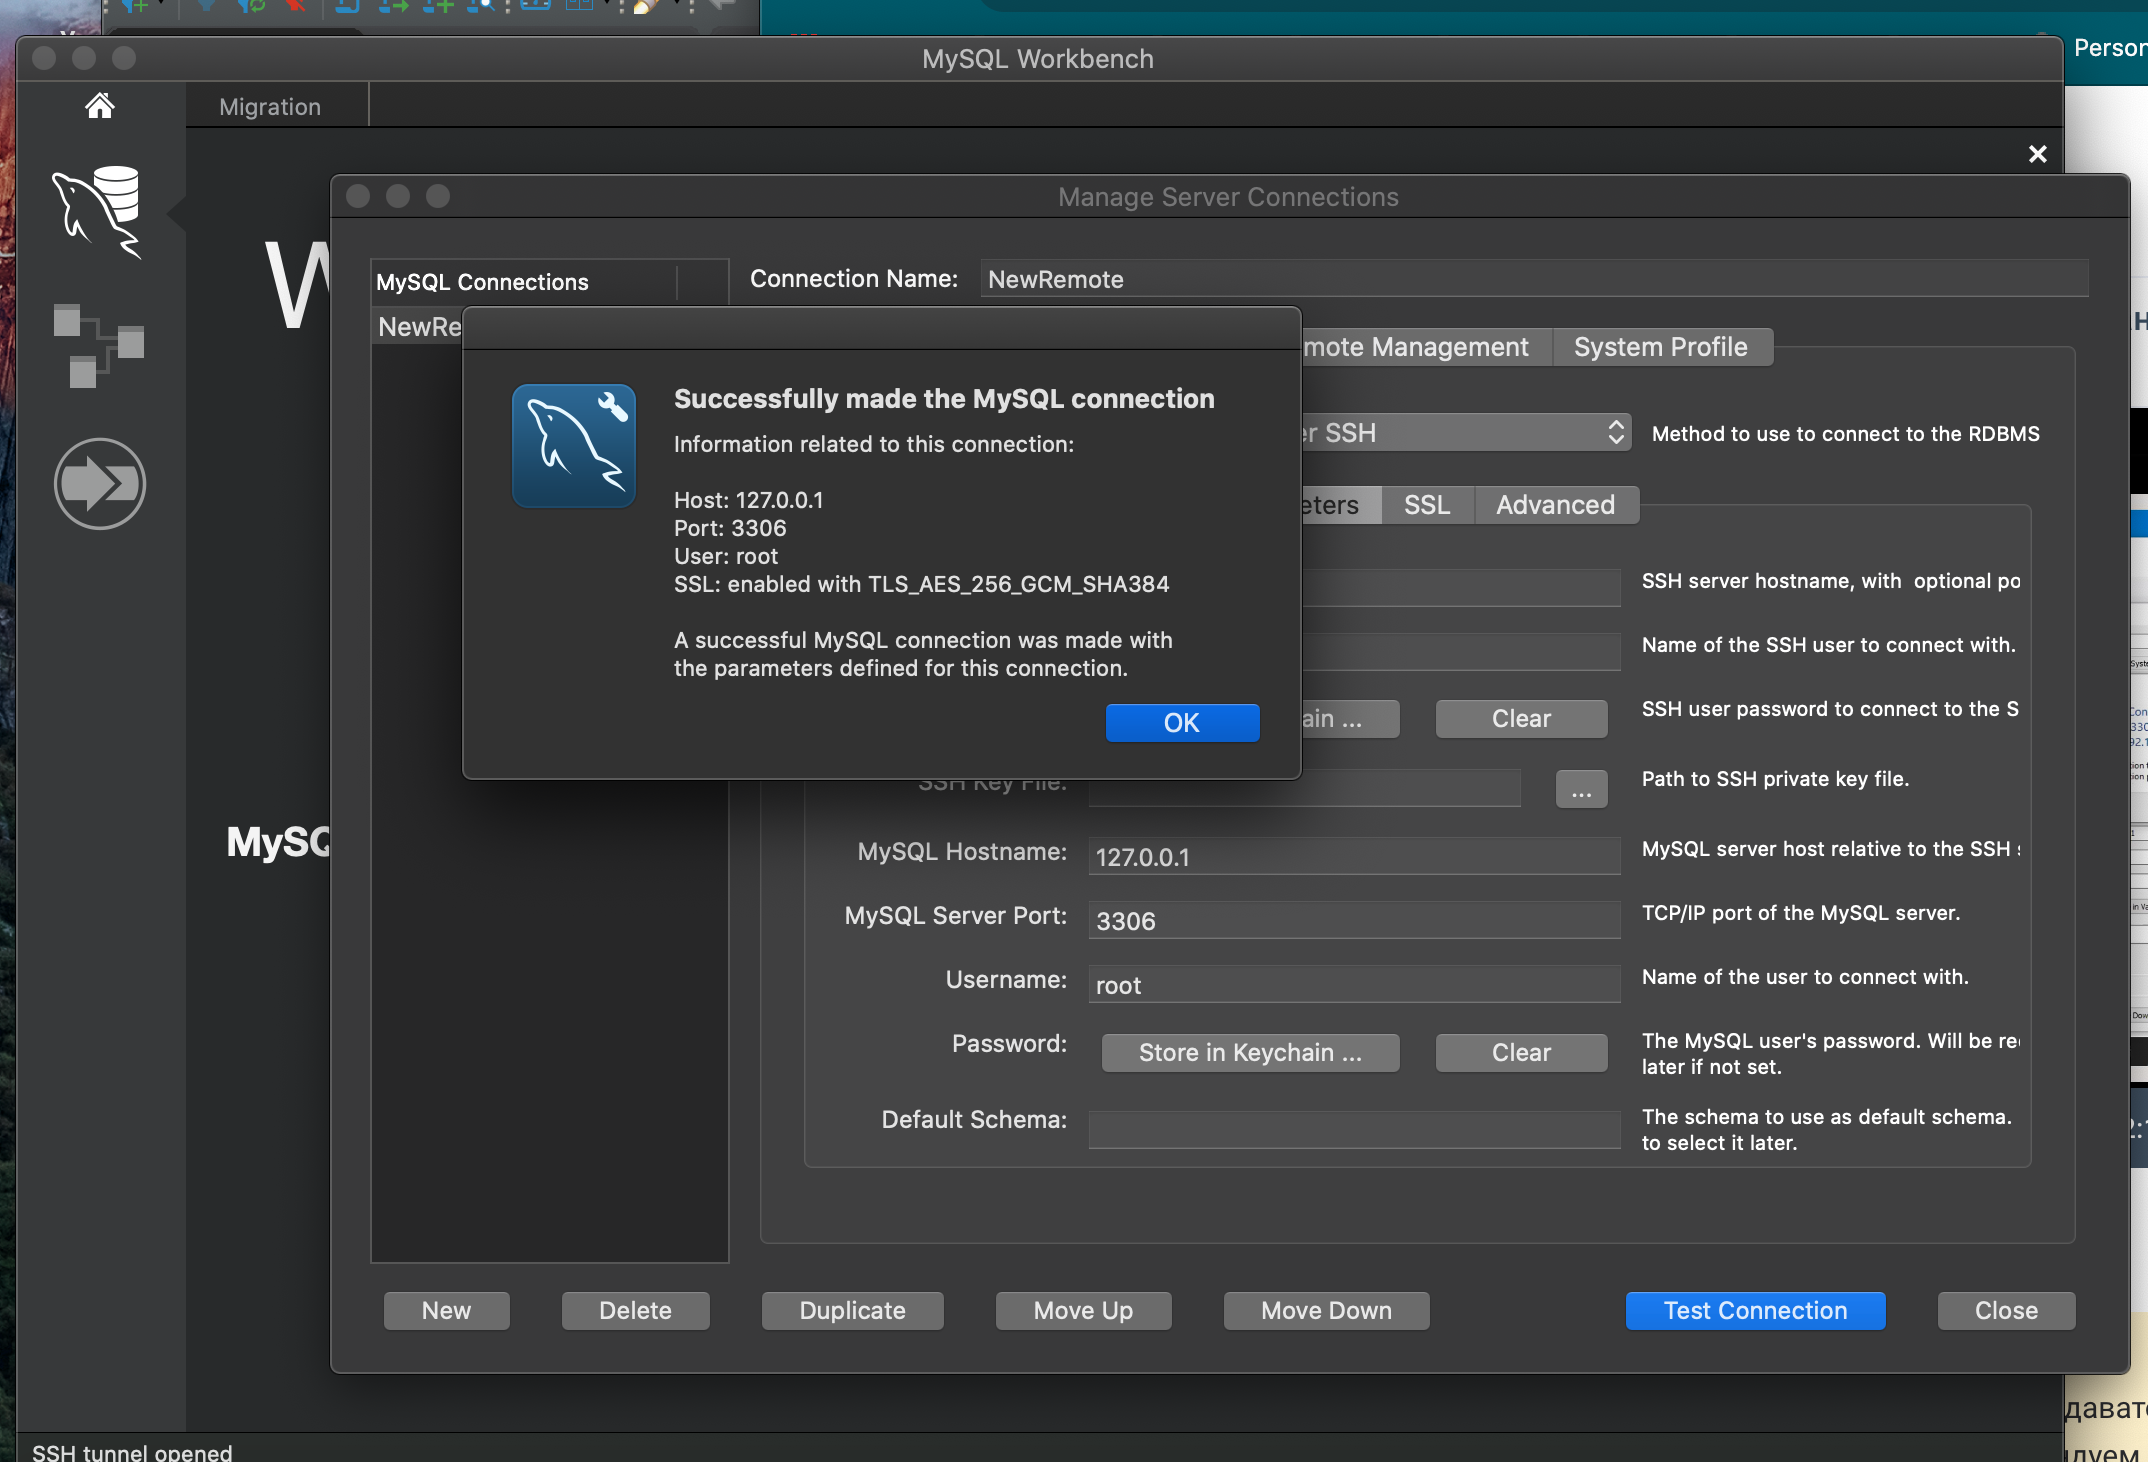 MySQL Workbench
Person
Migration
Manage Server Connections
MySQL Connections
Connection Name:
NewRemote
NewRe
mote Management
System Profile
Successfully made the MySQL connection
Information related to this connection:
Host: 127.0.0.1
Port: 3306
User: root
SSL: enabled with TLS_AES_256_GCM_SHA384
A successful MySQL connection was made with
the parameters defined for this connection.
OK
er SSH
Method to use to connect to the RDBMS
eters
SSL
Advanced
SSH server hostname, with optional po
Name of the SSH user to connect with.
ain ...
Clear
SSH user password to connect to the S
SSH Key File:
...
Path to SSH private key file.
MySQL Hostname:
127.0.0.1
MySQL server host relative to the SSH
MySQL Server Port:
3306
TCP/IP port of the MySQL server.
Username:
root
Name of the user to connect with.
Password:
Store in Keychain ...
Clear
The MySQL user's password. Will be re
later if not set.
Default Schema:
The schema to use as default schema.
to select it later.
MySQ
New
Delete
Duplicate
Move Up
Move Down
Test Connection
Close
SSH tunnel opened
дават
дуем